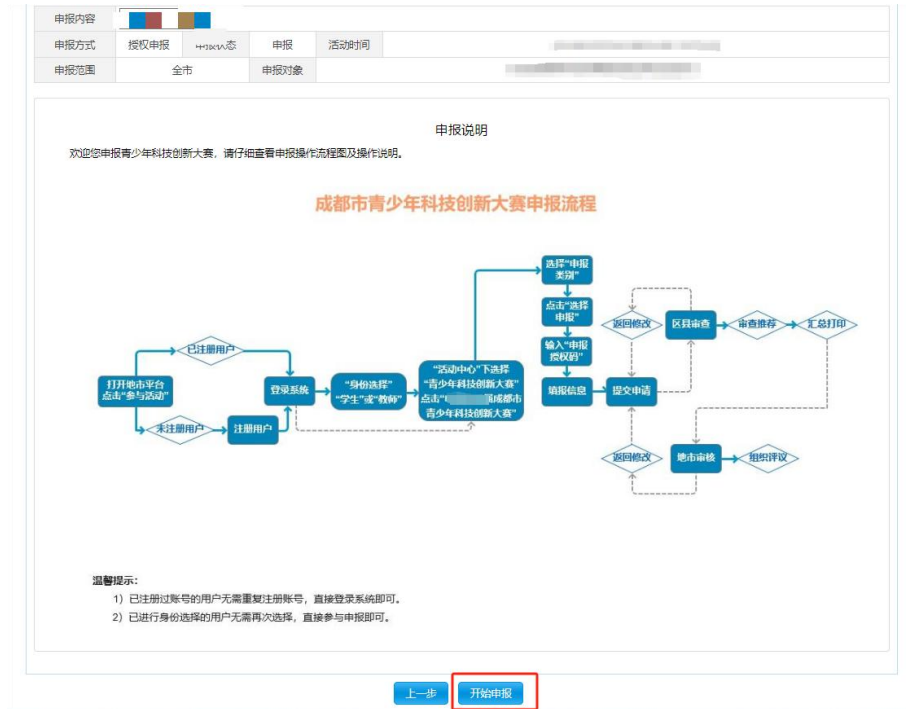 申报内容
申报方式 授权申报 申报状态 申报 活动时间
申报范围 全市 申报对象
申报说明
欢迎您申报青少年科技创新大赛，请仔细查看申报操作流程图及操作说明。
成都市青少年科技创新大赛申报流程
打开地市平台
点击“参与活动”
已注册用户
未注册用户
注册用户
登录系统
“身份选择”
“学生”或“教师”
“活动中心”下选择
“青少年科技创新大赛”
点击“ 届成都市
青少年科技创新大赛”
选择“申报
类别”
点击“选择
申报”
输入“申报
授权码”
填报信息
提交申请
返回修改
区县审查
审查推荐
汇总打印
返回修改
地市审核
组织评议
温馨提示：
1）已注册过账号的用户无需重复注册账号，直接登录系统即可。
2）已进行身份选择的用户无需再次选择，直接参与申报即可。
上一步 开始申报